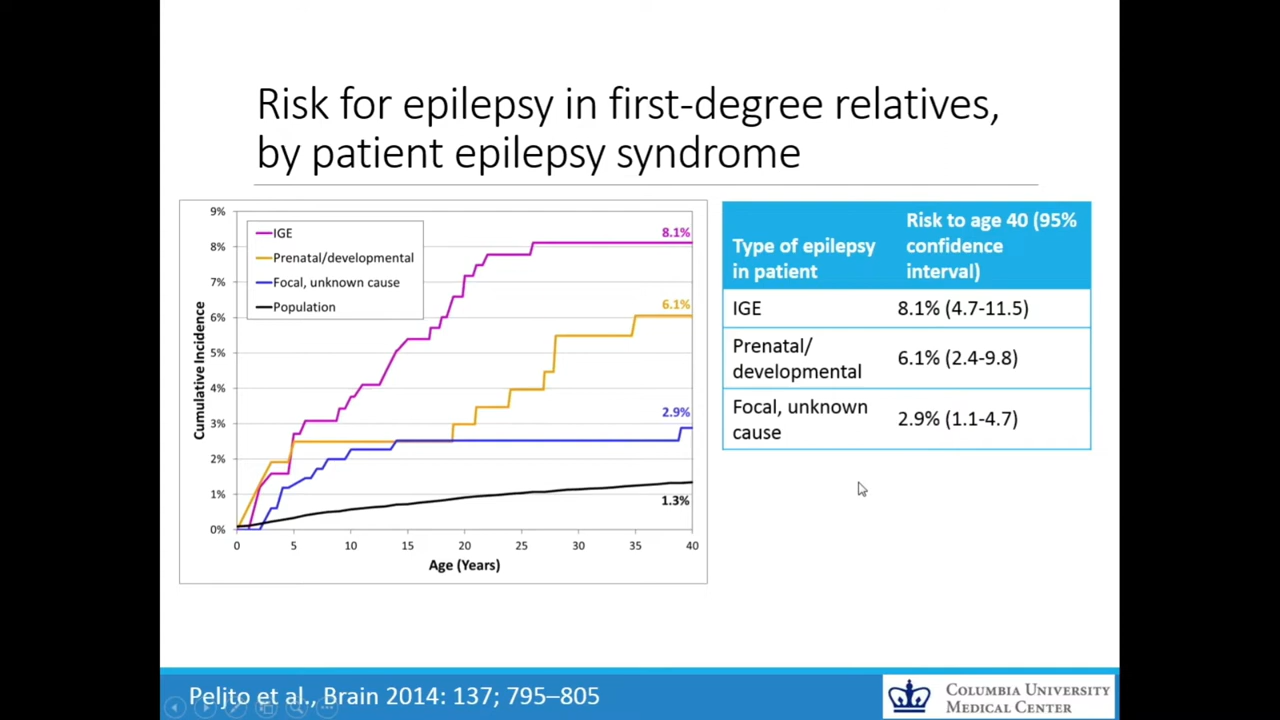 Risk for epilepsy in first-degree relatives,
by patient epilepsy syndrome
9%
8%
7%
6%
5%
4%
3%
2%
1%
0%
Cumulative Incidence
IGE
Prenatal/developmental
Focal, unknown cause
Population
8.1%
6.1%
2.9%
1.3%
0 5 10 15 20 25 30 35 40
Age (Years)
Type of epilepsy
in patient
Risk to age 40 (95%
confidence
interval)
IGE 8.1% (4.7-11.5)
Prenatal/
developmental
6.1% (2.4-9.8)
Focal, unknown
cause
2.9% (1.1-4.7)
Peljto et al., Brain 2014: 137; 795–805
COLUMBIA UNIVERSITY
MEDICAL CENTER